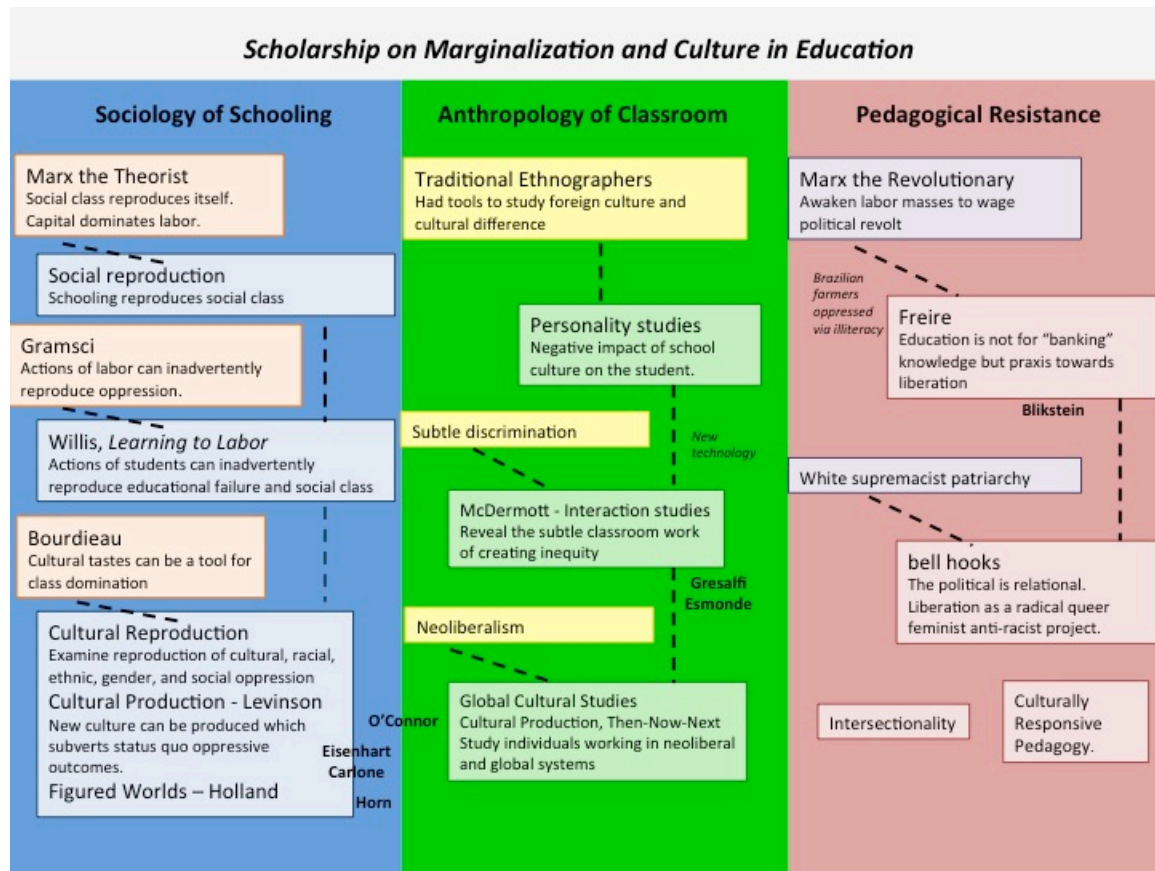 Scholarship on Marginalization and Culture in Education
Sociology of Schooling
Marx the Theorist
Social class reproduces itself.
Capital dominates labor.
Social reproduction
Schooling reproduces social class
Gramsci
Actions of labor can inadvertently
reproduce oppression.
Willis, Learning to Labor
Actions of students can inadvertently
reproduce educational failure and social class
Bourdieau
Cultural tastes can be a tool for
class domination
Cultural Reproduction
Examine reproduction of cultural, racial,
ethnic, gender, and social oppression
Cultural Production - Levinson
New culture can be produced which
subverts status quo oppressive
outcomes.
Figured Worlds – Holland
O'Connor
Eisenhart
Carlone
Horn
Anthropology of Classroom
Traditional Ethnographers
Had tools to study foreign culture and
cultural difference
Personality studies
Negative impact of school
culture on the student.
Subtle discrimination
New
technology
McDermott - Interaction studies
Reveal the subtle classroom work
of creating inequity
Gresalfi
Esmonde
Neoliberalism
Global Cultural Studies
Cultural Production, Then-Now-Next
Study individuals working in neoliberal
and global systems
Pedagogical Resistance
Marx the Revolutionary
Awaken labor masses to wage
political revolt
Brazilian
farmers
oppressed
via illiteracy
Freire
Education is not for “banking”
knowledge but praxis towards
liberation
Blikstein
White supremacist patriarchy
bell hooks
The political is relational.
Liberation as a radical queer
feminist anti-racist project.
Intersectionality
Culturally
Responsive
Pedagogy.